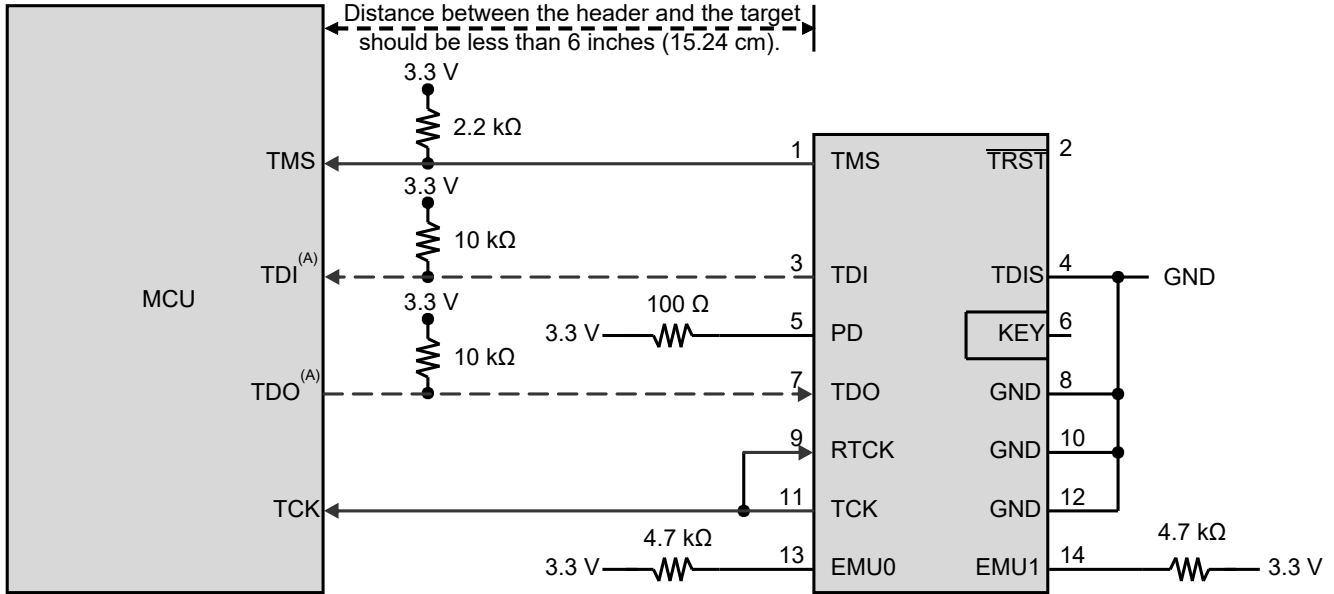 Distance between the header and the target
should be less than 6 inches (15.24 cm).
3.3 V
2.2 kΩ
TMS
1
TMS
TRST
2
3.3 V
10 kΩ
TDI(A)
3
TDI
TDIS
4
GND
MCU
3.3 V
100 Ω
3.3 V
5
PD
KEY
6
10 kΩ
TDO(A)
7
TDO
GND
8
9
RTCK
GND
10
TCK
11
TCK
GND
12
4.7 kΩ
3.3 V
13
EMU0
EMU1
14
4.7 kΩ
3.3 V